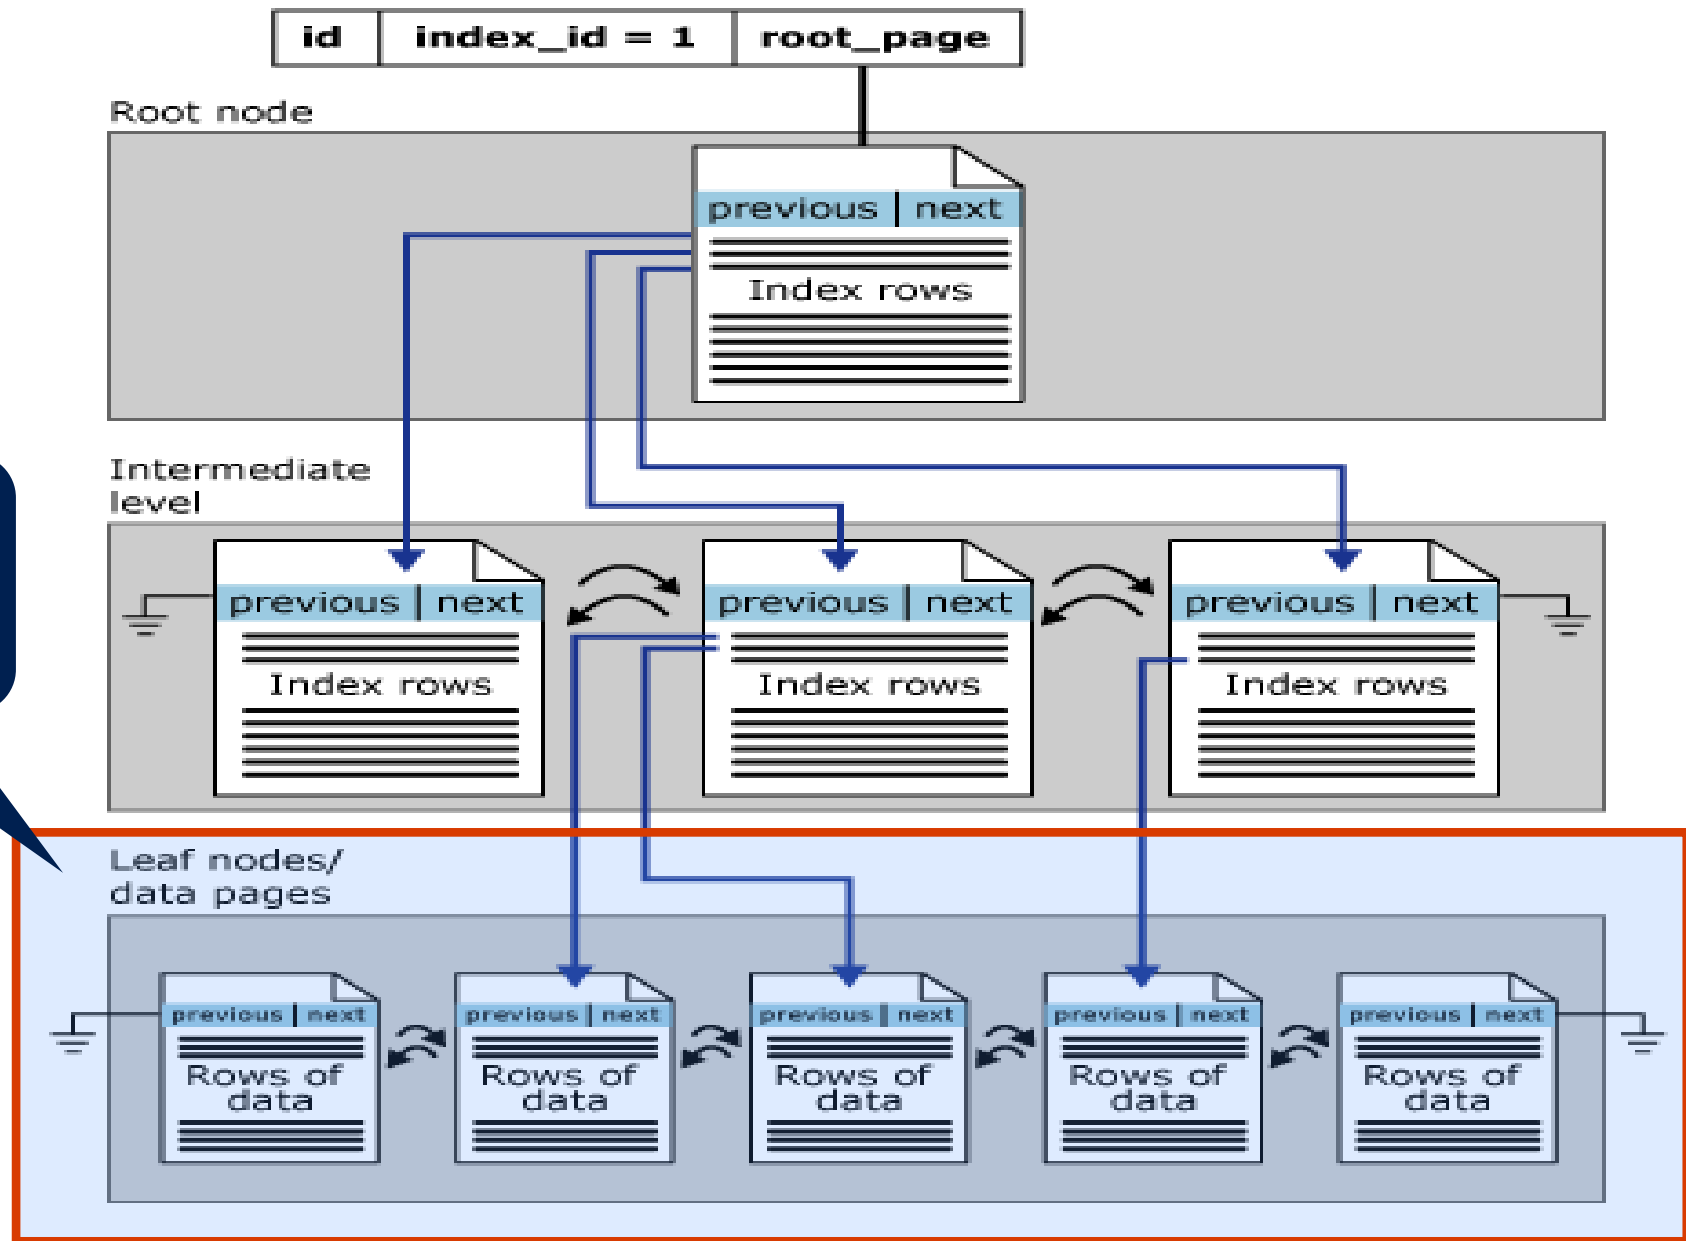 id index_id = 1 root_page
Root node
previous next
Index rows
Intermediate
level
previous next previous next previous next
Index rows Index rows Index rows
Leaf nodes/
data pages
previous next previous next previous next previous next previous next
Rows of Rows of Rows of Rows of Rows of
data data data data data